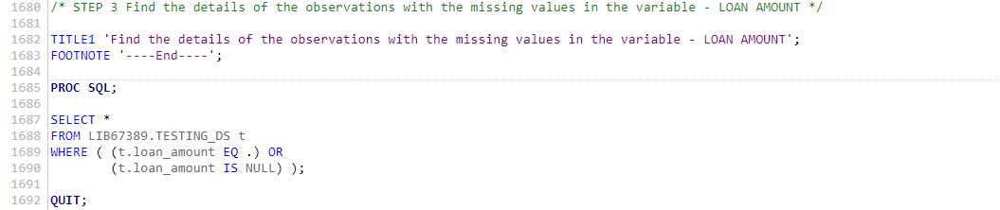 1680 /* STEP 3 Find the details of the observations with the missing values in the variable - LOAN AMOUNT */
1681
1682 TITLE1 'Find the details of the observations with the missing values in the variable - LOAN AMOUNT';
1683 FOOTNOTE '----End----';
1684
1685 PROC SQL;
1686
1687 SELECT *
1688 FROM LIB67389.TESTING_DS t
1689 WHERE ( (t.loan_amount EQ .) OR
1690         (t.loan_amount IS NULL) );
1691
1692 QUIT;